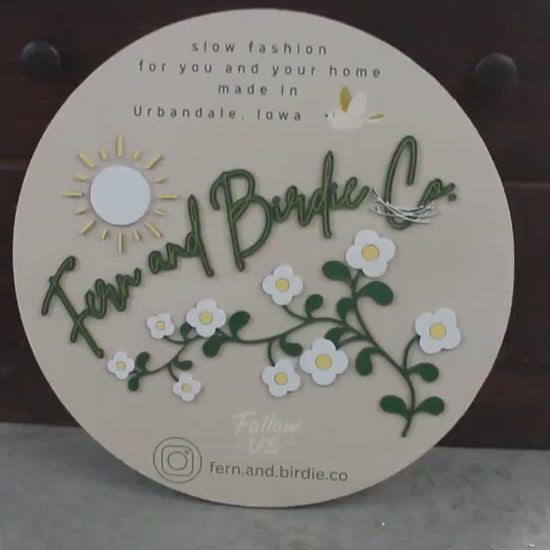 slow fashion
for you and your home
made in
Urbandale, Iowa
Fern and Birdie Co.
Follow
- US -
fern.and.birdie.co